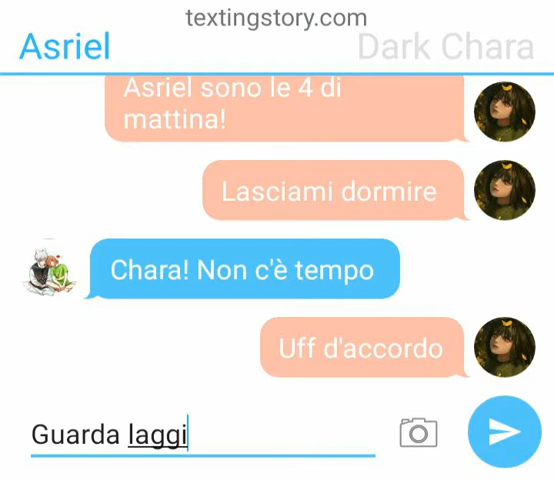 textingstory.com
Asriel
Dark Chara
Asriel sono le 4 di
mattina!
Lasciami dormire
Chara! Non c'è tempo
Uff d'accordo
Guarda laggi